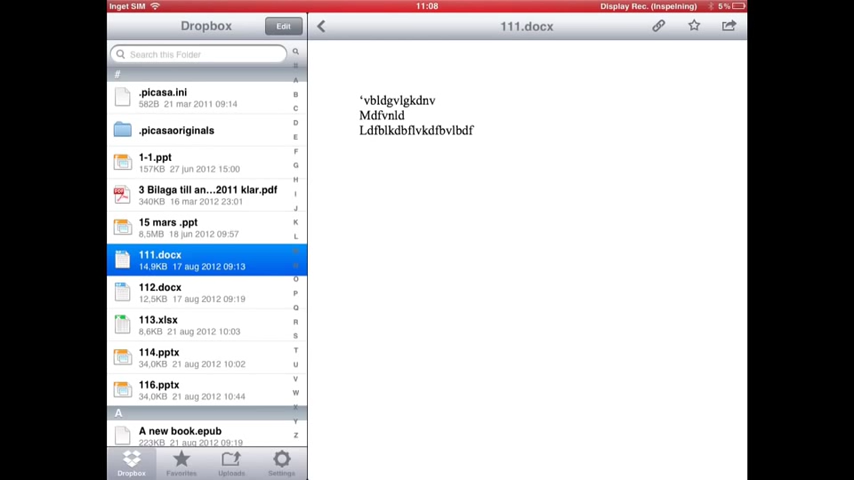 Inget SIM
11:08
Display Rec. (Inspelning)
5%
Dropbox
Edit
111.docx
Search this Folder
#
.picasa.ini
582B 21 mar 2011 09:14
.picasaoriginals
1-1.ppt
157KB 27 jun 2012 15:00
3 Bilaga till an...2011 klar.pdf
340KB 16 mar 2012 23:01
15 mars .ppt
8,5MB 18 jun 2012 09:57
111.docx
14,9KB 17 aug 2012 09:13
112.docx
12,5KB 17 aug 2012 09:19
113.xlsx
8,6KB 21 aug 2012 10:03
114.pptx
34,0KB 21 aug 2012 10:02
116.pptx
34,0KB 21 aug 2012 10:44
A
A new book.epub
223KB 21 aug 2012 09:19
A
B
C
D
E
F
G
H
I
J
K
L
O
P
Q
R
S
T
U
V
W
X
Y
Z
Dropbox
Favorites
Uploads
Settings
‘vbldgvlgkdnv
Mdfvnld
Ldfblkdbflvkdfbvlbdf